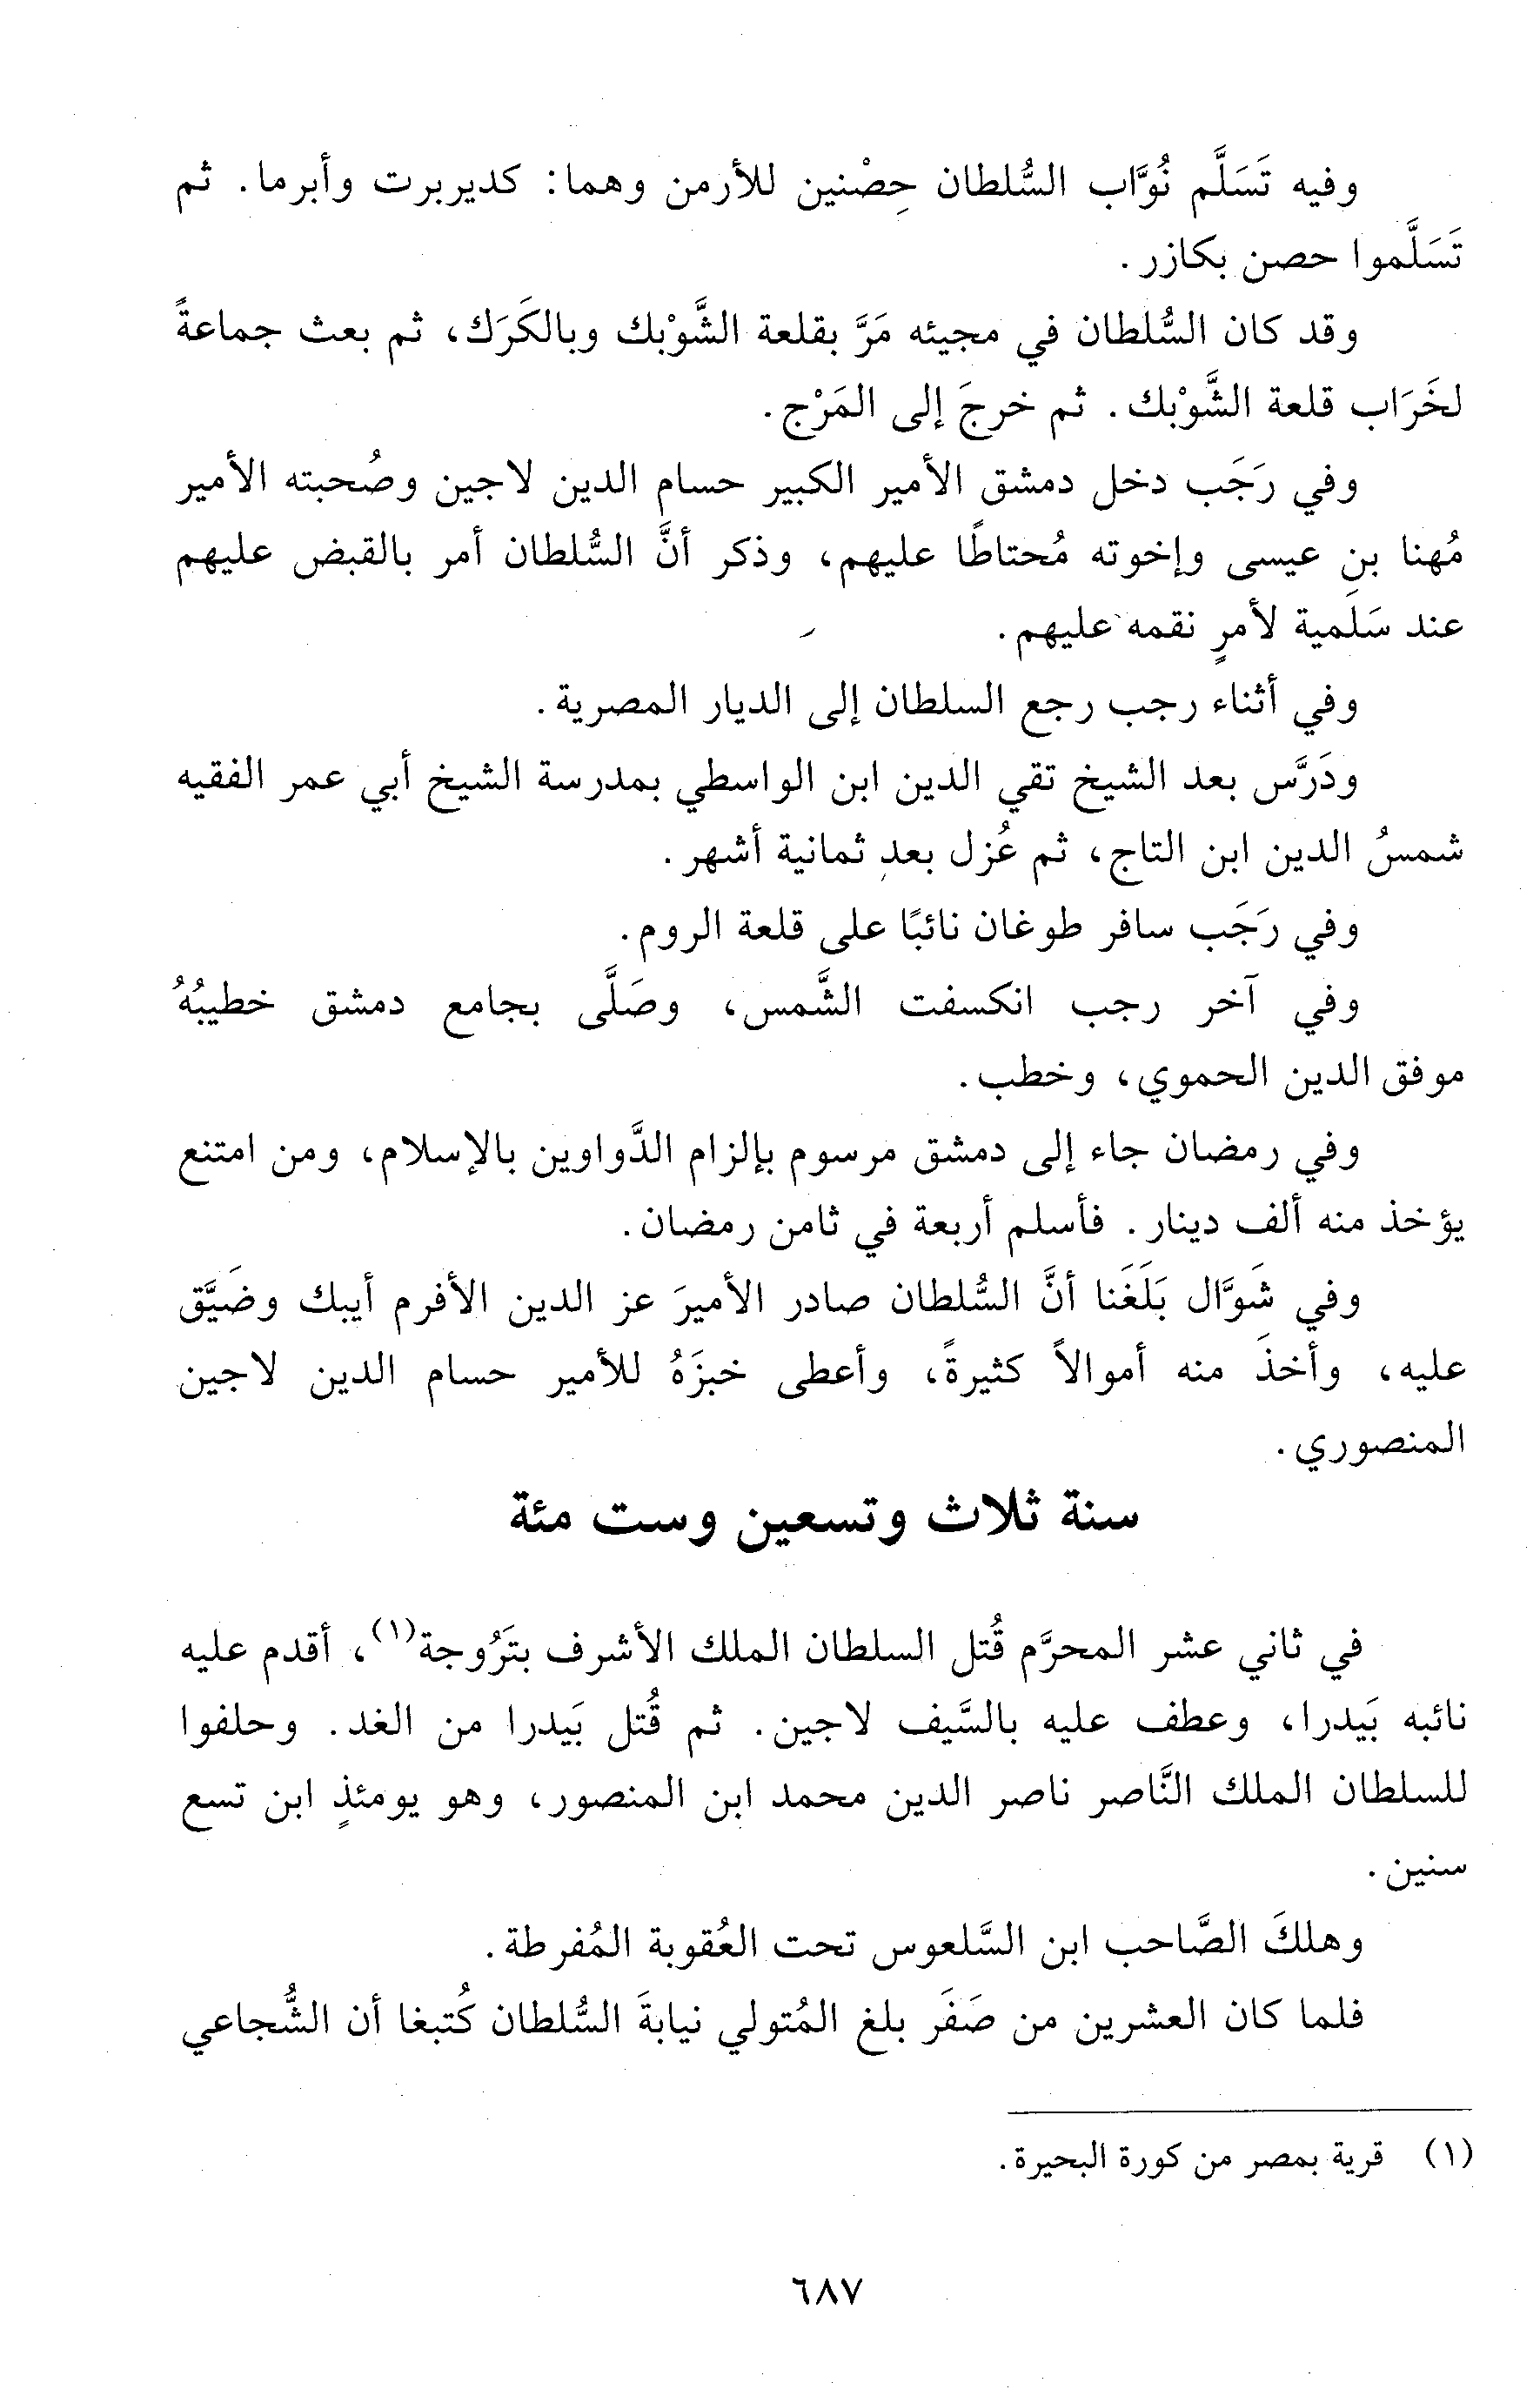 وفيه تَسَلَّم نُوَّاب السُّلطان حِصْنين للأرمن وهما: كديربرت وأبرما. ثم
تَسَلَّموا حصن بكازر.
وقد كان السُّلطان في مجيئه مَرَّ بقلعة الشَّوْبك وبالكَرَك، ثم بعث جماعةً
لخَرَاب قلعة الشَّوْبك. ثم خرجَ إلى المَرْج.
وفي رَجَب دخل دمشق الأمير الكبير حسام الدين لاجين وصُحبته الأمير
مُهنا بن عيسى وإخوته مُحتاطًا عليهم، وذكر أنَّ السُّلطان أمر بالقبض عليهم
عند سَلَمية لأمرٍ نقمه عليهم.
وفي أثناء رجب رجع السلطان إلى الديار المصرية.
ودَرَّس بعد الشيخ تقي الدين ابن الواسطي بمدرسة الشيخ أبي عمر الفقيه
شمسُ الدين ابن التاج، ثم عُزل بعد ثمانية أشهر.
وفي رَجَب سافر طوغان نائبًا على قلعة الروم.
وفي آخر رجب انكسفت الشَّمس، وصَلَّى بجامع دمشق خطيبُهُ
موفق الدين الحموي، وخطب.
وفي رمضان جاء إلى دمشق مرسوم بإلزام الدَّواوين بالإسلام، ومن امتنع
يؤخذ منه ألف دينار. فأسلم أربعة في ثامن رمضان.
وفي شَوَّال بَلَغَنا أنَّ السُّلطان صادر الأميرَ عز الدين الأفرم أيبك وضَيَّق
عليه، وأخذَ منه أموالاً كثيرةً، وأعطى خبزَهُ للأمير حسام الدين لاجين
المنصوري.
سنة ثلاث وتسعين وست مئة
في ثاني عشر المحرَّم قُتل السلطان الملك الأشرف بتَرُوجة(١)، أقدم عليه
نائبه بَيدرا، وعطف عليه بالسَّيف لاجين. ثم قُتل بَيدرا من الغد. وحلفوا
للسلطان الملك النَّاصر ناصر الدين محمد ابن المنصور، وهو يومئذٍ ابن تسع
سنين.
وهلكَ الصَّاحب ابن السَّلعوس تحت العُقوبة المُفرطة.
فلما كان العشرين من صَفَر بلغ المُتولي نيابةَ السُّلطان كُتبغا أن الشُّجاعي
(١) قرية بمصر من كورة البحيرة.
٦٨٧